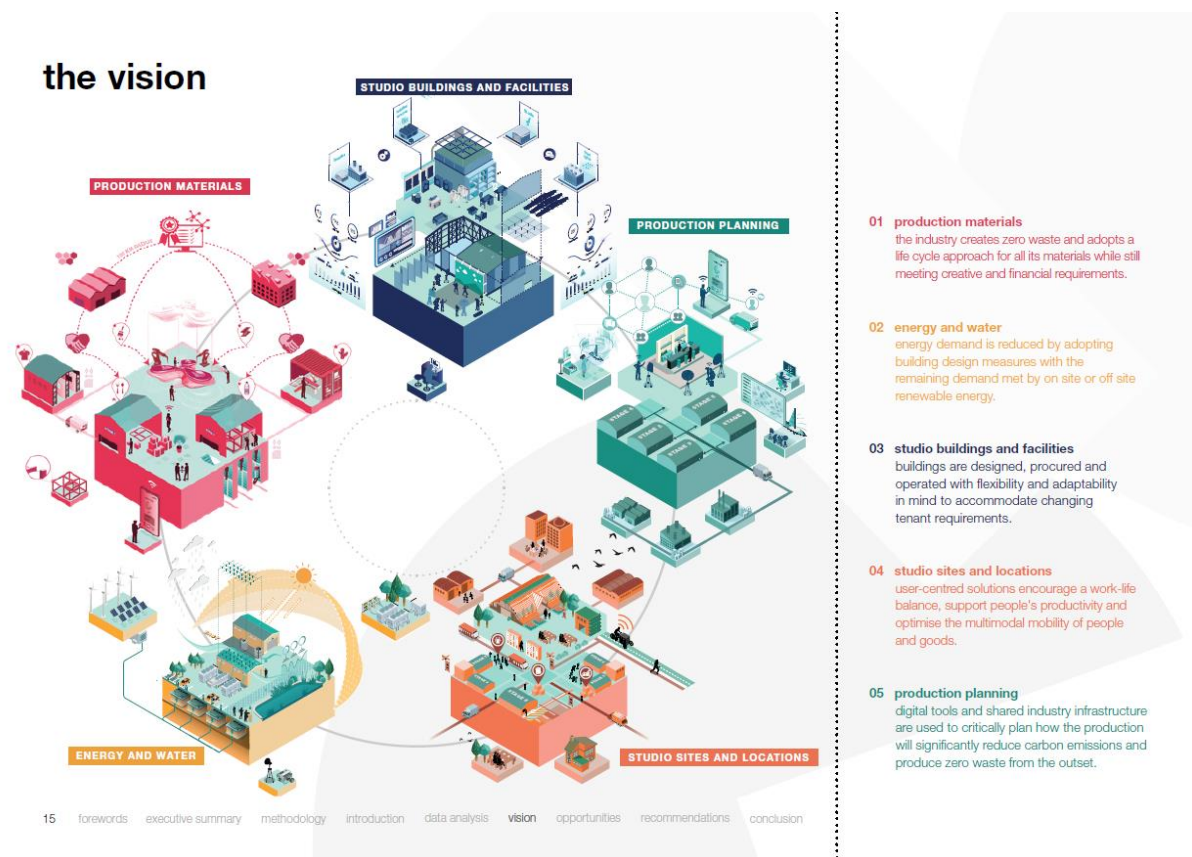 the vision
STUDIO BUILDINGS AND FACILITIES
PRODUCTION MATERIALS
PRODUCTION PLANNING
ENERGY AND WATER
STUDIO SITES AND LOCATIONS
01 production materials
the industry creates zero waste and adopts a
life cycle approach for all its materials while still
meeting creative and financial requirements.
02 energy and water
energy demand is reduced by adopting
building design measures with the
remaining demand met by on site or off site
renewable energy.
03 studio buildings and facilities
buildings are designed, procured and
operated with flexibility and adaptability
in mind to accommodate changing
tenant requirements.
04 studio sites and locations
user-centred solutions encourage a work-life
balance, support people's productivity and
optimise the multimodal mobility of people
and goods.
05 production planning
digital tools and shared industry infrastructure
are used to critically plan how the production
will significantly reduce carbon emissions and
produce zero waste from the outset.
15 forewords executive summary methodology introduction data analysis vision opportunities recommendations conclusion